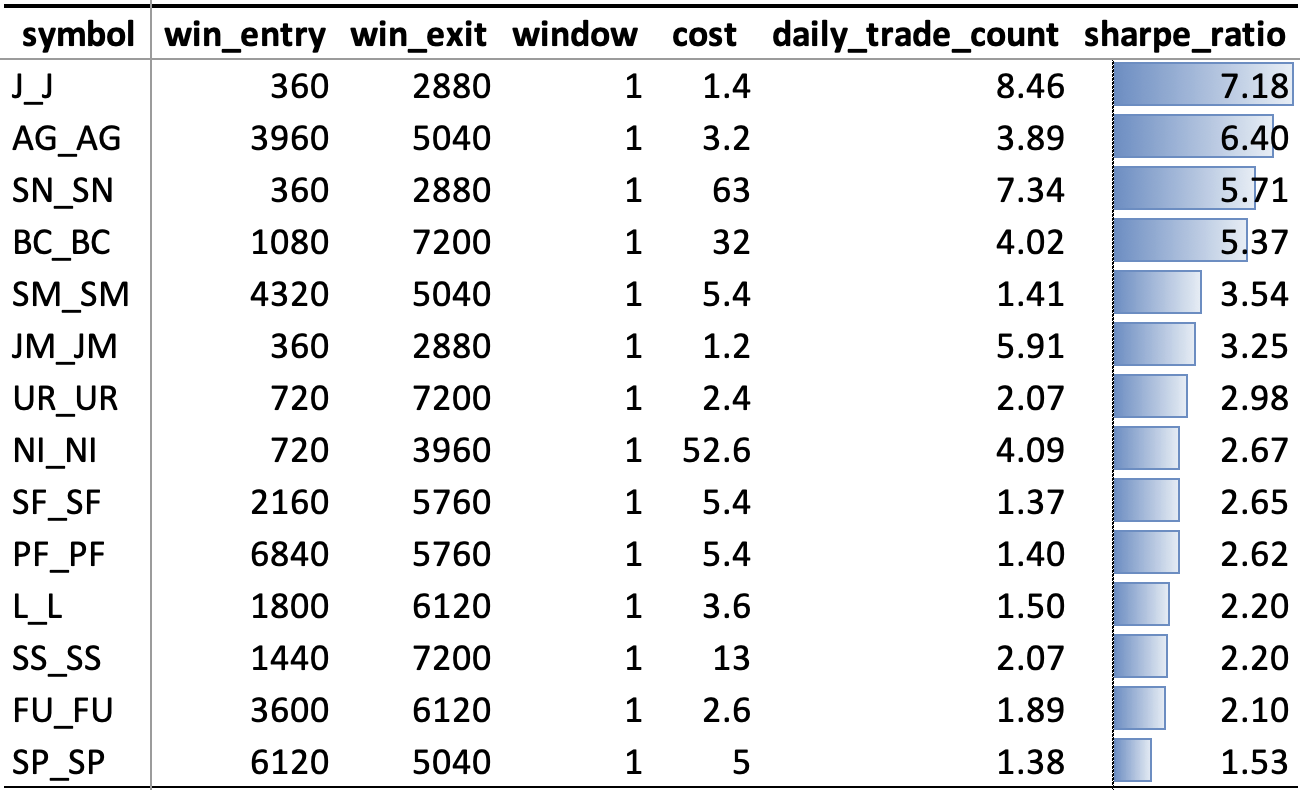 symbol win_entry win_exit window cost daily_trade_count sharpe_ratio
J_J 360 2880 1 1.4 8.46 7.18
AG_AG 3960 5040 1 3.2 3.89 6.40
SN_SN 360 2880 1 63 7.34 5.71
BC_BC 1080 7200 1 32 4.02 5.37
SM_SM 4320 5040 1 5.4 1.41 3.54
JM_JM 360 2880 1 1.2 5.91 3.25
UR_UR 720 7200 1 2.4 2.07 2.98
NI_NI 720 3960 1 52.6 4.09 2.67
SF_SF 2160 5760 1 5.4 1.37 2.65
PF_PF 6840 5760 1 5.4 1.40 2.62
L_L 1800 6120 1 3.6 1.50 2.20
SS_SS 1440 7200 1 13 2.07 2.20
FU_FU 3600 6120 1 2.6 1.89 2.10
SP_SP 6120 5040 1 5 1.38 1.53